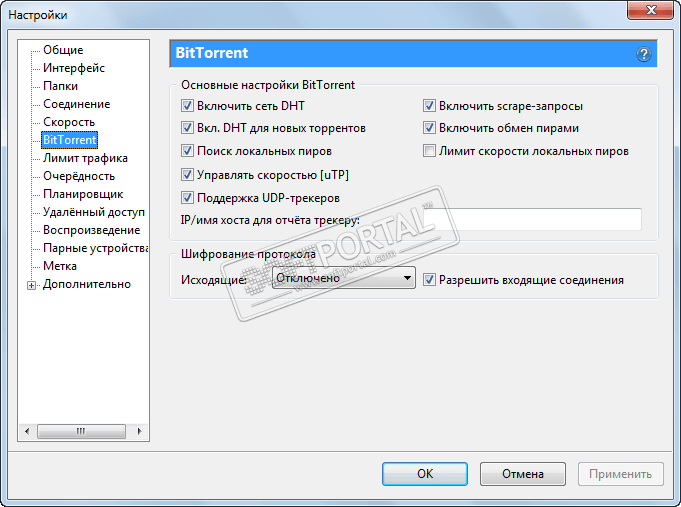 Настройки
Общие
Интерфейс
Папки
Соединение
Скорость
BitTorrent
Лимит трафика
Очерёдность
Планировщик
Удалённый доступ
Воспроизведение
Парные устройства
Метка
Дополнительно
BitTorrent
?
Основные настройки BitTorrent
Включить сеть DHT
Включить scrape-запросы
Вкл. DHT для новых торрентов
Включить обмен пирами
Поиск локальных пиров
Лимит скорости локальных пиров
Управлять скоростью [uTP]
Поддержка UDP-трекеров
IP/имя хоста для отчёта трекеру:
Шифрование протокола
Исходящие:
Отключено
Разрешить входящие соединения
PORTAL
OK
Отмена
Применить